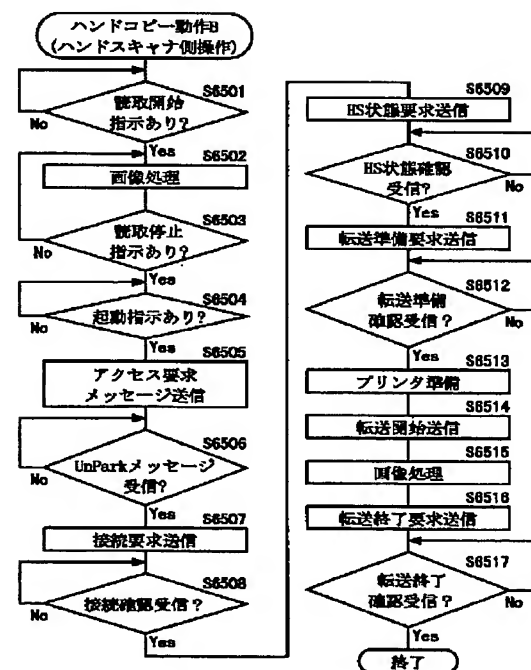 ハンドコピー動作B
(ハンドスキャナ側操作)
S6501
読取開始
指示あり?
No
Yes
S6502
画像処理
S6503
読取停止
指示あり?
No
Yes
S6504
起動指示あり?
No
Yes
S6505
アクセス要求
メッセージ送信
S6506
UnParkメッセージ
受信?
No
Yes
S6507
接続要求送信
S6508
接続確認受信?
No
Yes
S6509
HS状態要求送信
S6510
HS状態確認
受信?
No
Yes
S6511
転送準備要求送信
S6512
転送準備
確認受信?
No
Yes
S6513
プリンタ準備
S6514
転送開始送信
S6515
画像処理
S6516
転送終了要求送信
S6517
転送終了
確認受信?
No
Yes
終了